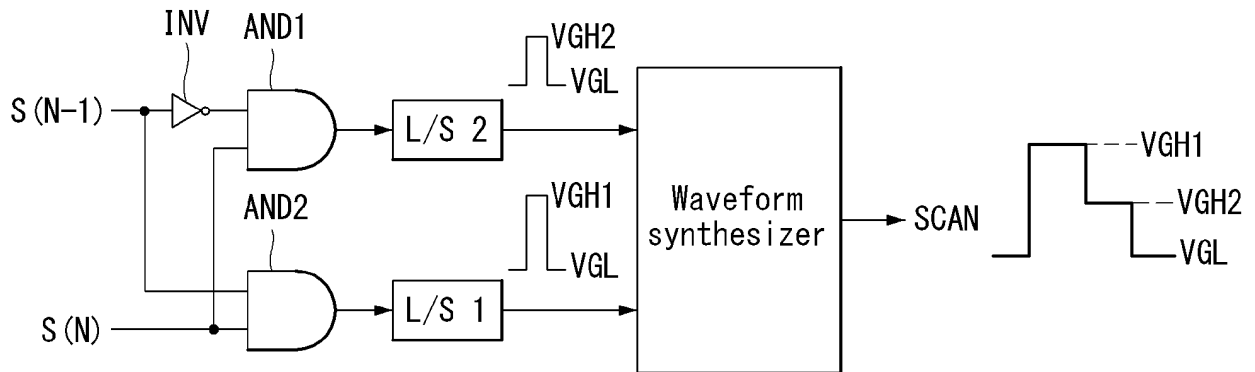 INV
AND1
VGH2
VGL
S(N-1)
L/S 2
VGH1
VGL
AND2
L/S 1
S(N)
Waveform
synthesizer
SCAN
VGH1
VGH2
VGL